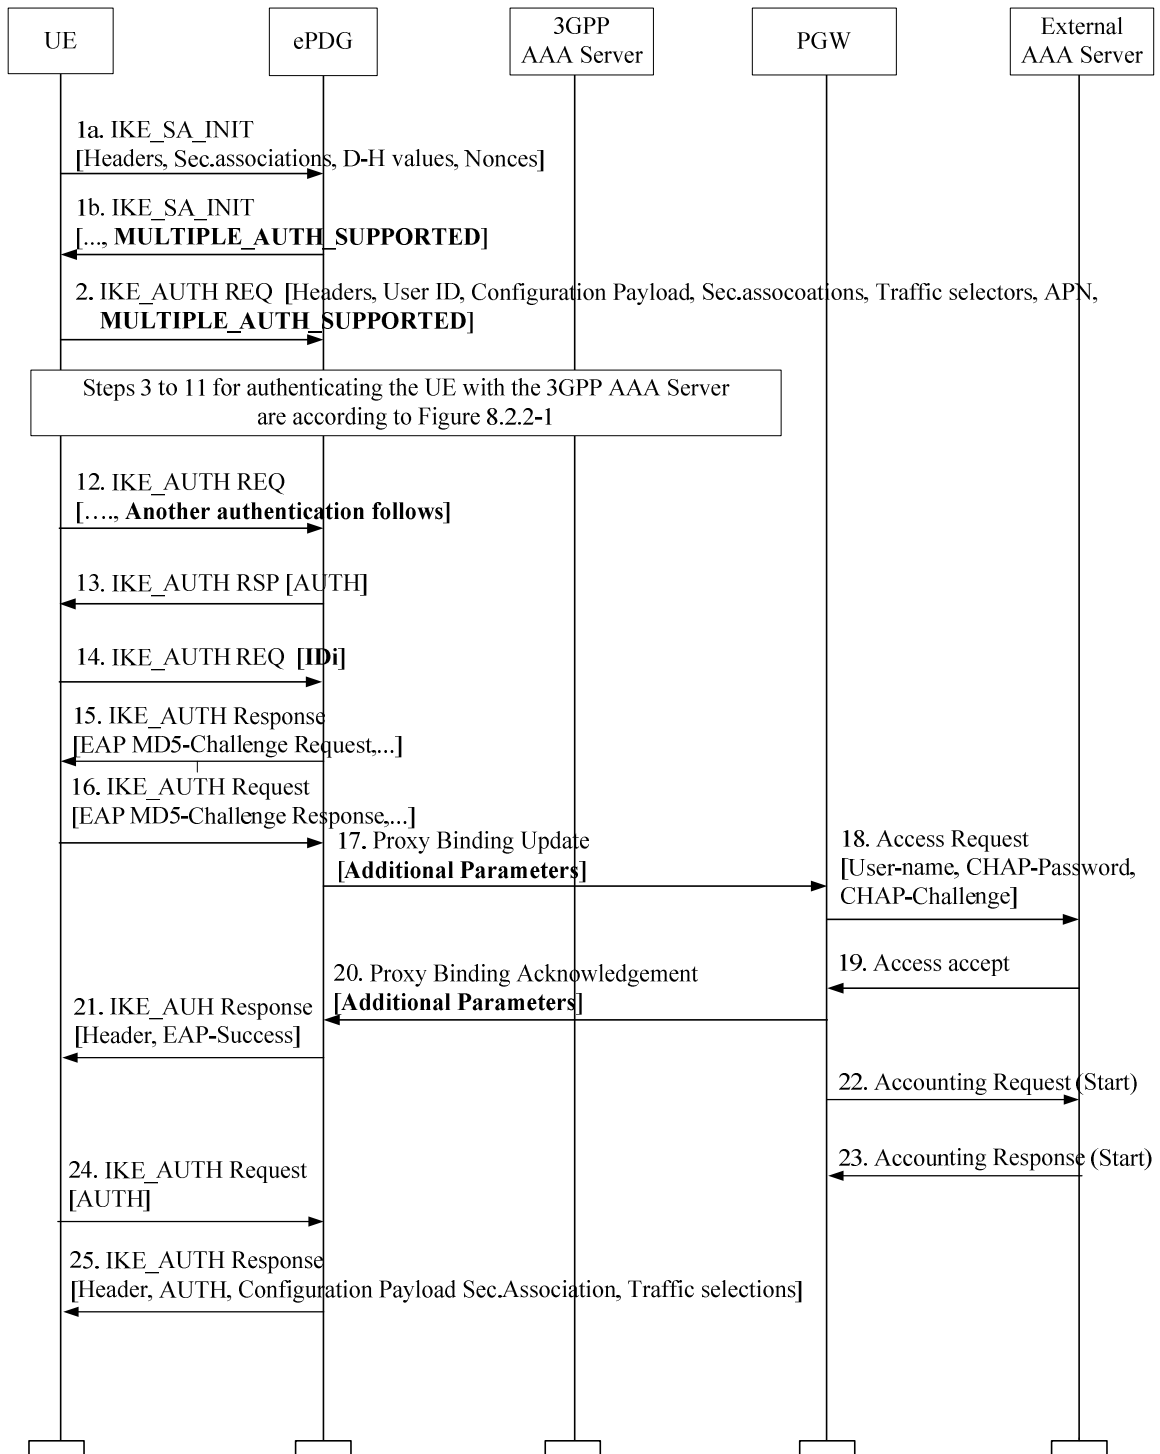 UE
ePDG
3GPP
AAA Server
PGW
External
AAA Server
1a. IKE_SA_INIT
[Headers, Sec.associations, D-H values, Nonces]
1b. IKE_SA_INIT
[..., MULTIPLE_AUTH_SUPPORTED]
2. IKE_AUTH REQ [Headers, User ID, Configuration Payload, Sec.assocoations, Traffic selectors, APN,
MULTIPLE_AUTH_SUPPORTED]
Steps 3 to 11 for authenticating the UE with the 3GPP AAA Server
are according to Figure 8.2.2-1
12. IKE_AUTH REQ
[...., Another authentication follows]
13. IKE_AUTH RSP [AUTH]
14. IKE_AUTH REQ [IDi]
15. IKE_AUTH Response
[EAP MD5-Challenge Request,...]
16. IKE_AUTH Request
[EAP MD5-Challenge Response,...]
17. Proxy Binding Update
[Additional Parameters]
18. Access Request
[User-name, CHAP-Password,
CHAP-Challenge]
19. Access accept
20. Proxy Binding Acknowledgement
[Additional Parameters]
21. IKE_AUH Response
[Header, EAP-Success]
22. Accounting Request (Start)
23. Accounting Response (Start)
24. IKE_AUTH Request
[AUTH]
25. IKE_AUTH Response
[Header, AUTH, Configuration Payload Sec.Association, Traffic selections]